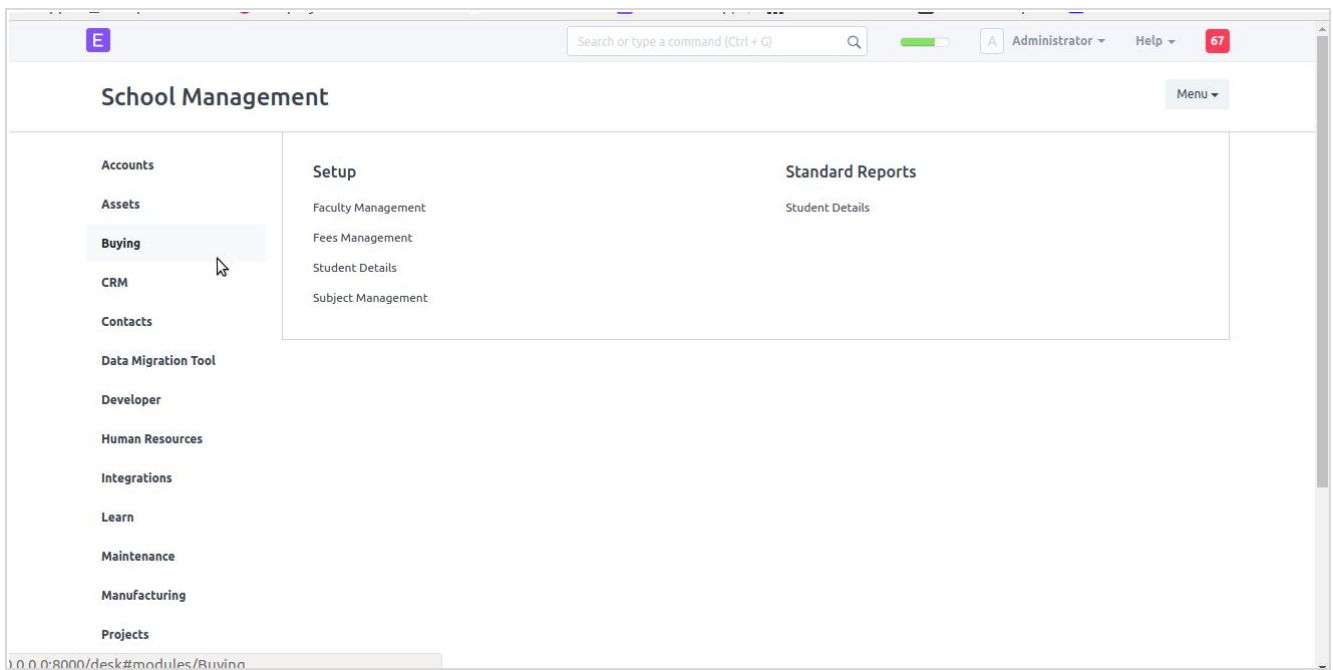 E
Search or type a command (Ctrl + G)
A Administrator
Help
67
School Management
Menu
Accounts
Assets
Buying
CRM
Contacts
Data Migration Tool
Developer
Human Resources
Integrations
Learn
Maintenance
Manufacturing
Projects
Setup
Faculty Management
Fees Management
Student Details
Subject Management
Standard Reports
Student Details
0.0.0:8000/desk#modules/Buying